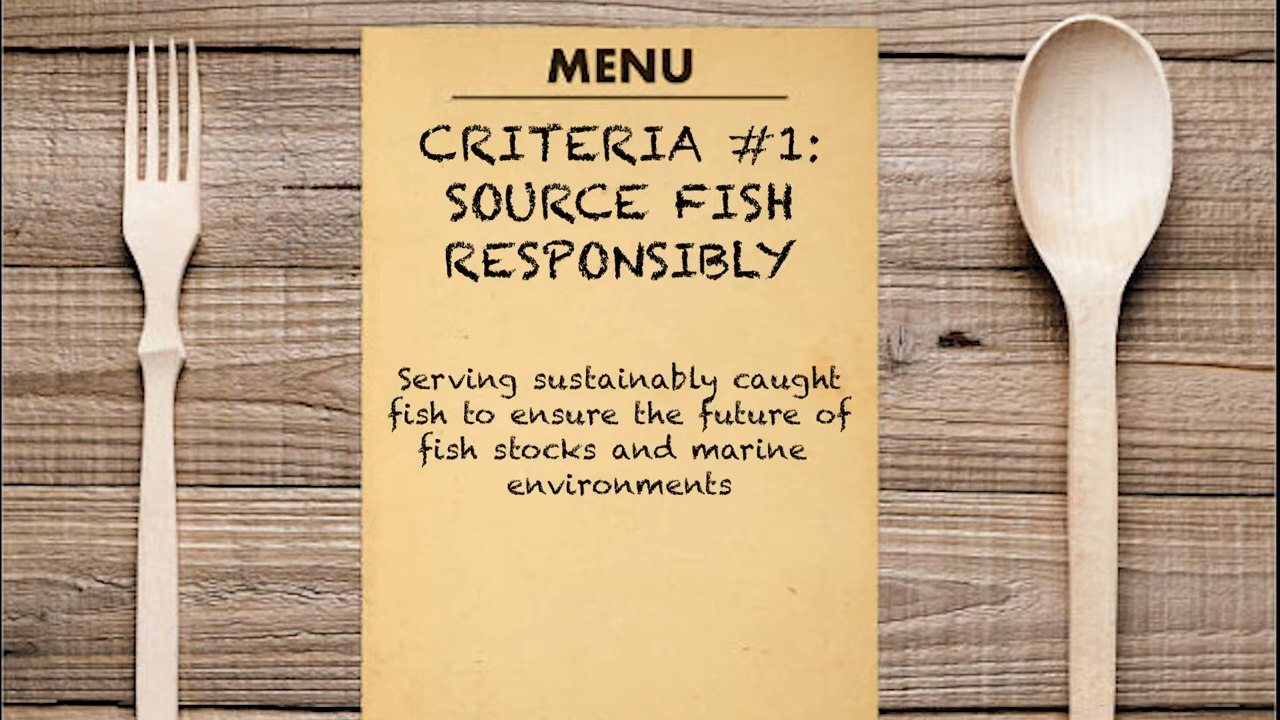 MENU
CRITERIA #1:
SOURCE FISH
RESPONSIBLY
Serving sustainably caught
fish to ensure the future of
fish stocks and marine
environments